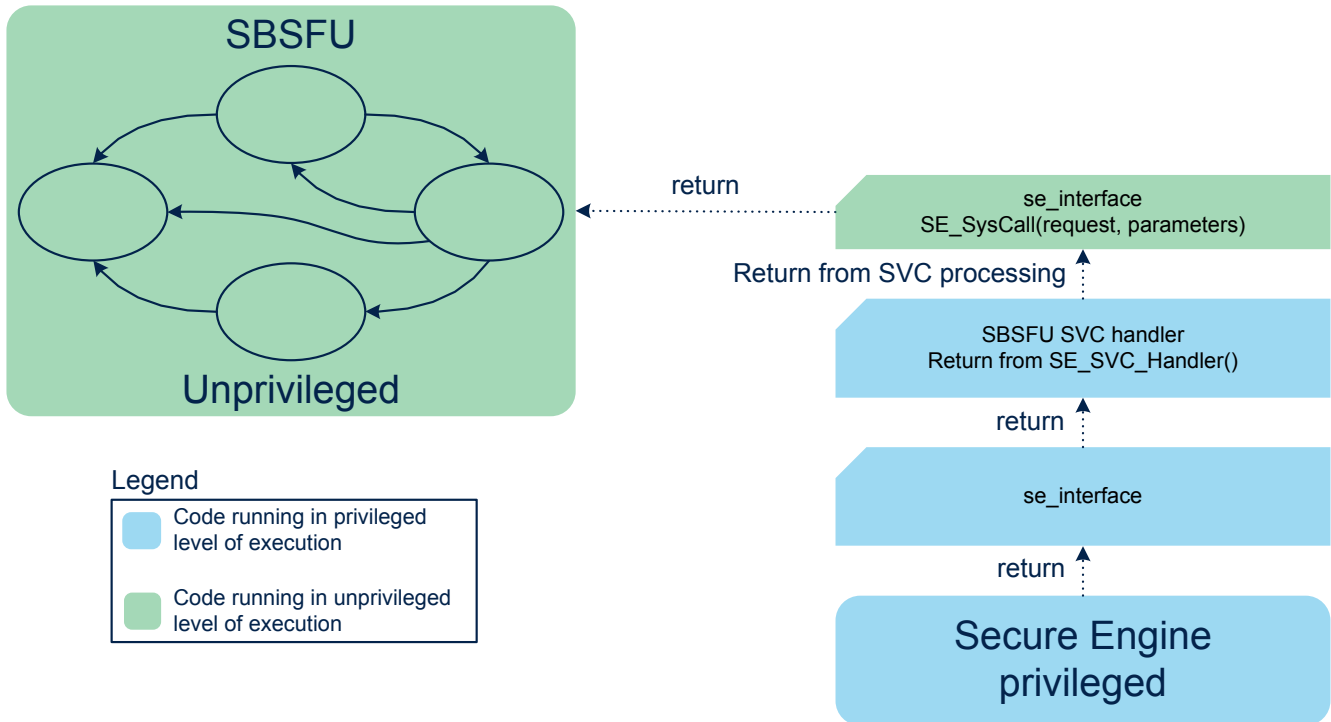 SBSFU
Unprivileged
return
se_interface
SE_SysCall(request, parameters)
Return from SVC processing
SBSFU SVC handler
Return from SE_SVC_Handler()
return
se_interface
return
Secure Engine
privileged
Legend
Code running in privileged
level of execution
Code running in unprivileged
level of execution